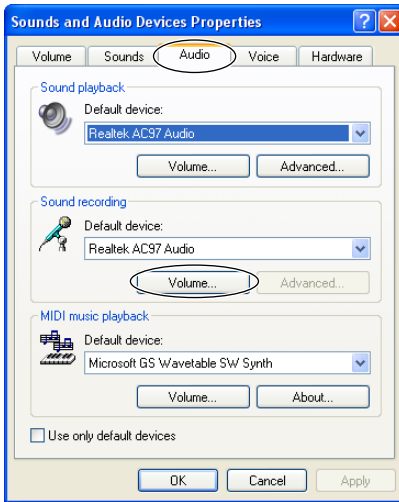 Sounds and Audio Devices Properties
Volume Sounds Audio Voice Hardware
Sound playback
Default device:
Realtek AC97 Audio
Volume... Advanced...
Sound recording
Default device:
Realtek AC97 Audio
Volume... Advanced...
MIDI music playback
Default device:
Microsoft GS Wavetable SW Synth
Volume... About...
Use only default devices
OK Cancel Apply